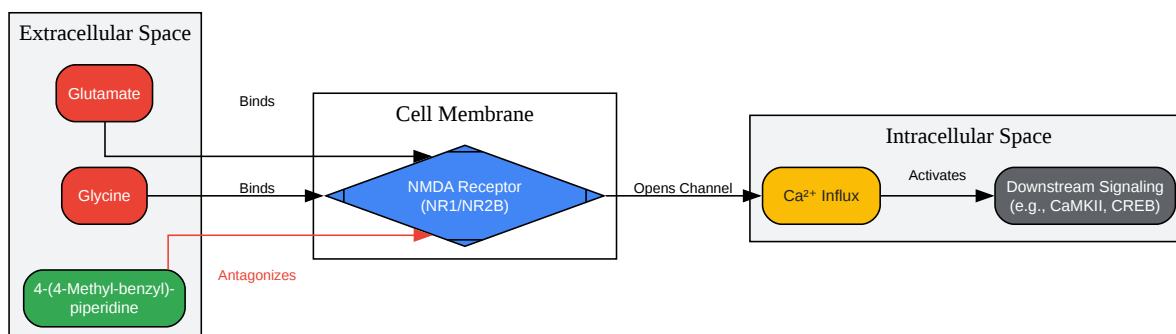 Extracellular Space
Glutamate
Binds
Glycine
Binds
4-(4-Methyl-benzyl)-
piperidine
Antagonizes
Cell Membrane
NMDA Receptor
(NR1/NR2B)
Opens Channel
Intracellular Space
Ca²⁺ Influx
Activates
Downstream Signaling
(e.g., CaMKII, CREB)